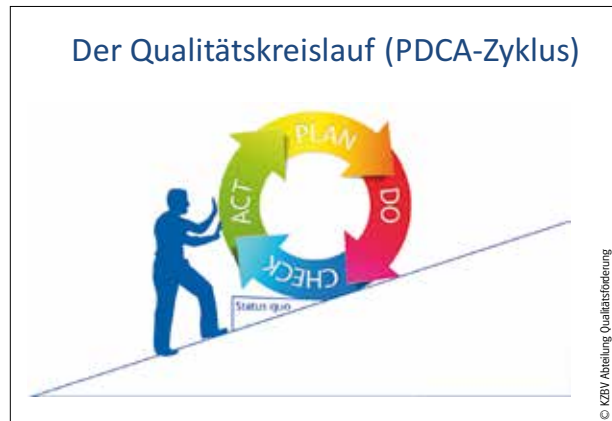 Der Qualitätskreislauf (PDCA-Zyklus)
PLAN
DO
CHECK
ACT
Status quo
© KZBV Abteilung Qualitätsförderung